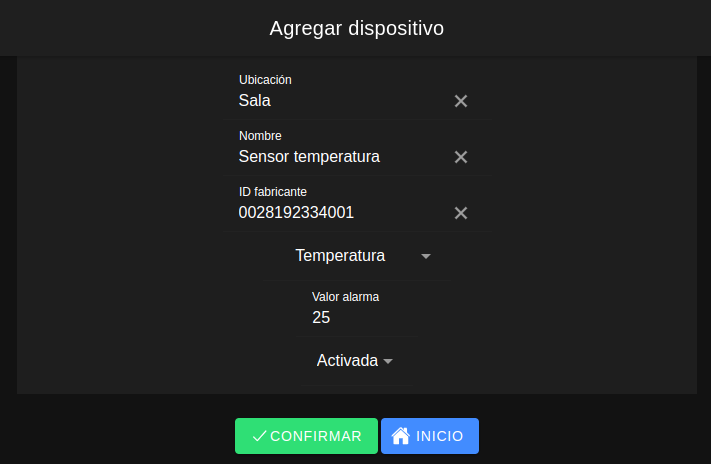 Agregar dispositivo
Ubicación
Sala
Nombre
Sensor temperatura
ID fabricante
0028192334001
Temperatura
Valor alarma
25
Activada
CONFIRMAR INICIO